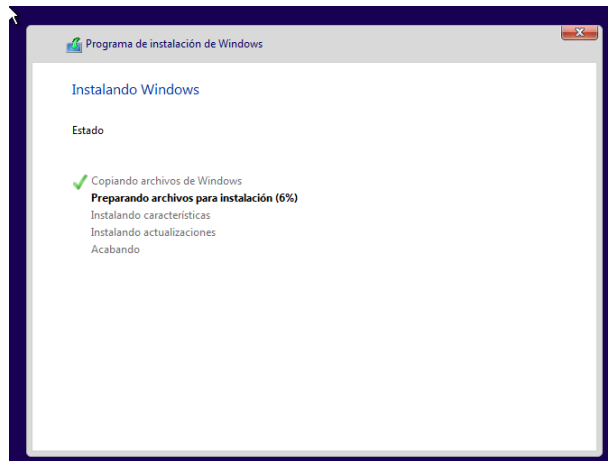 Programa de instalación de Windows
Instalando Windows
Estado
Copiando archivos de Windows
Preparando archivos para instalación (6%)
Instalando características
Instalando actualizaciones
Acabando